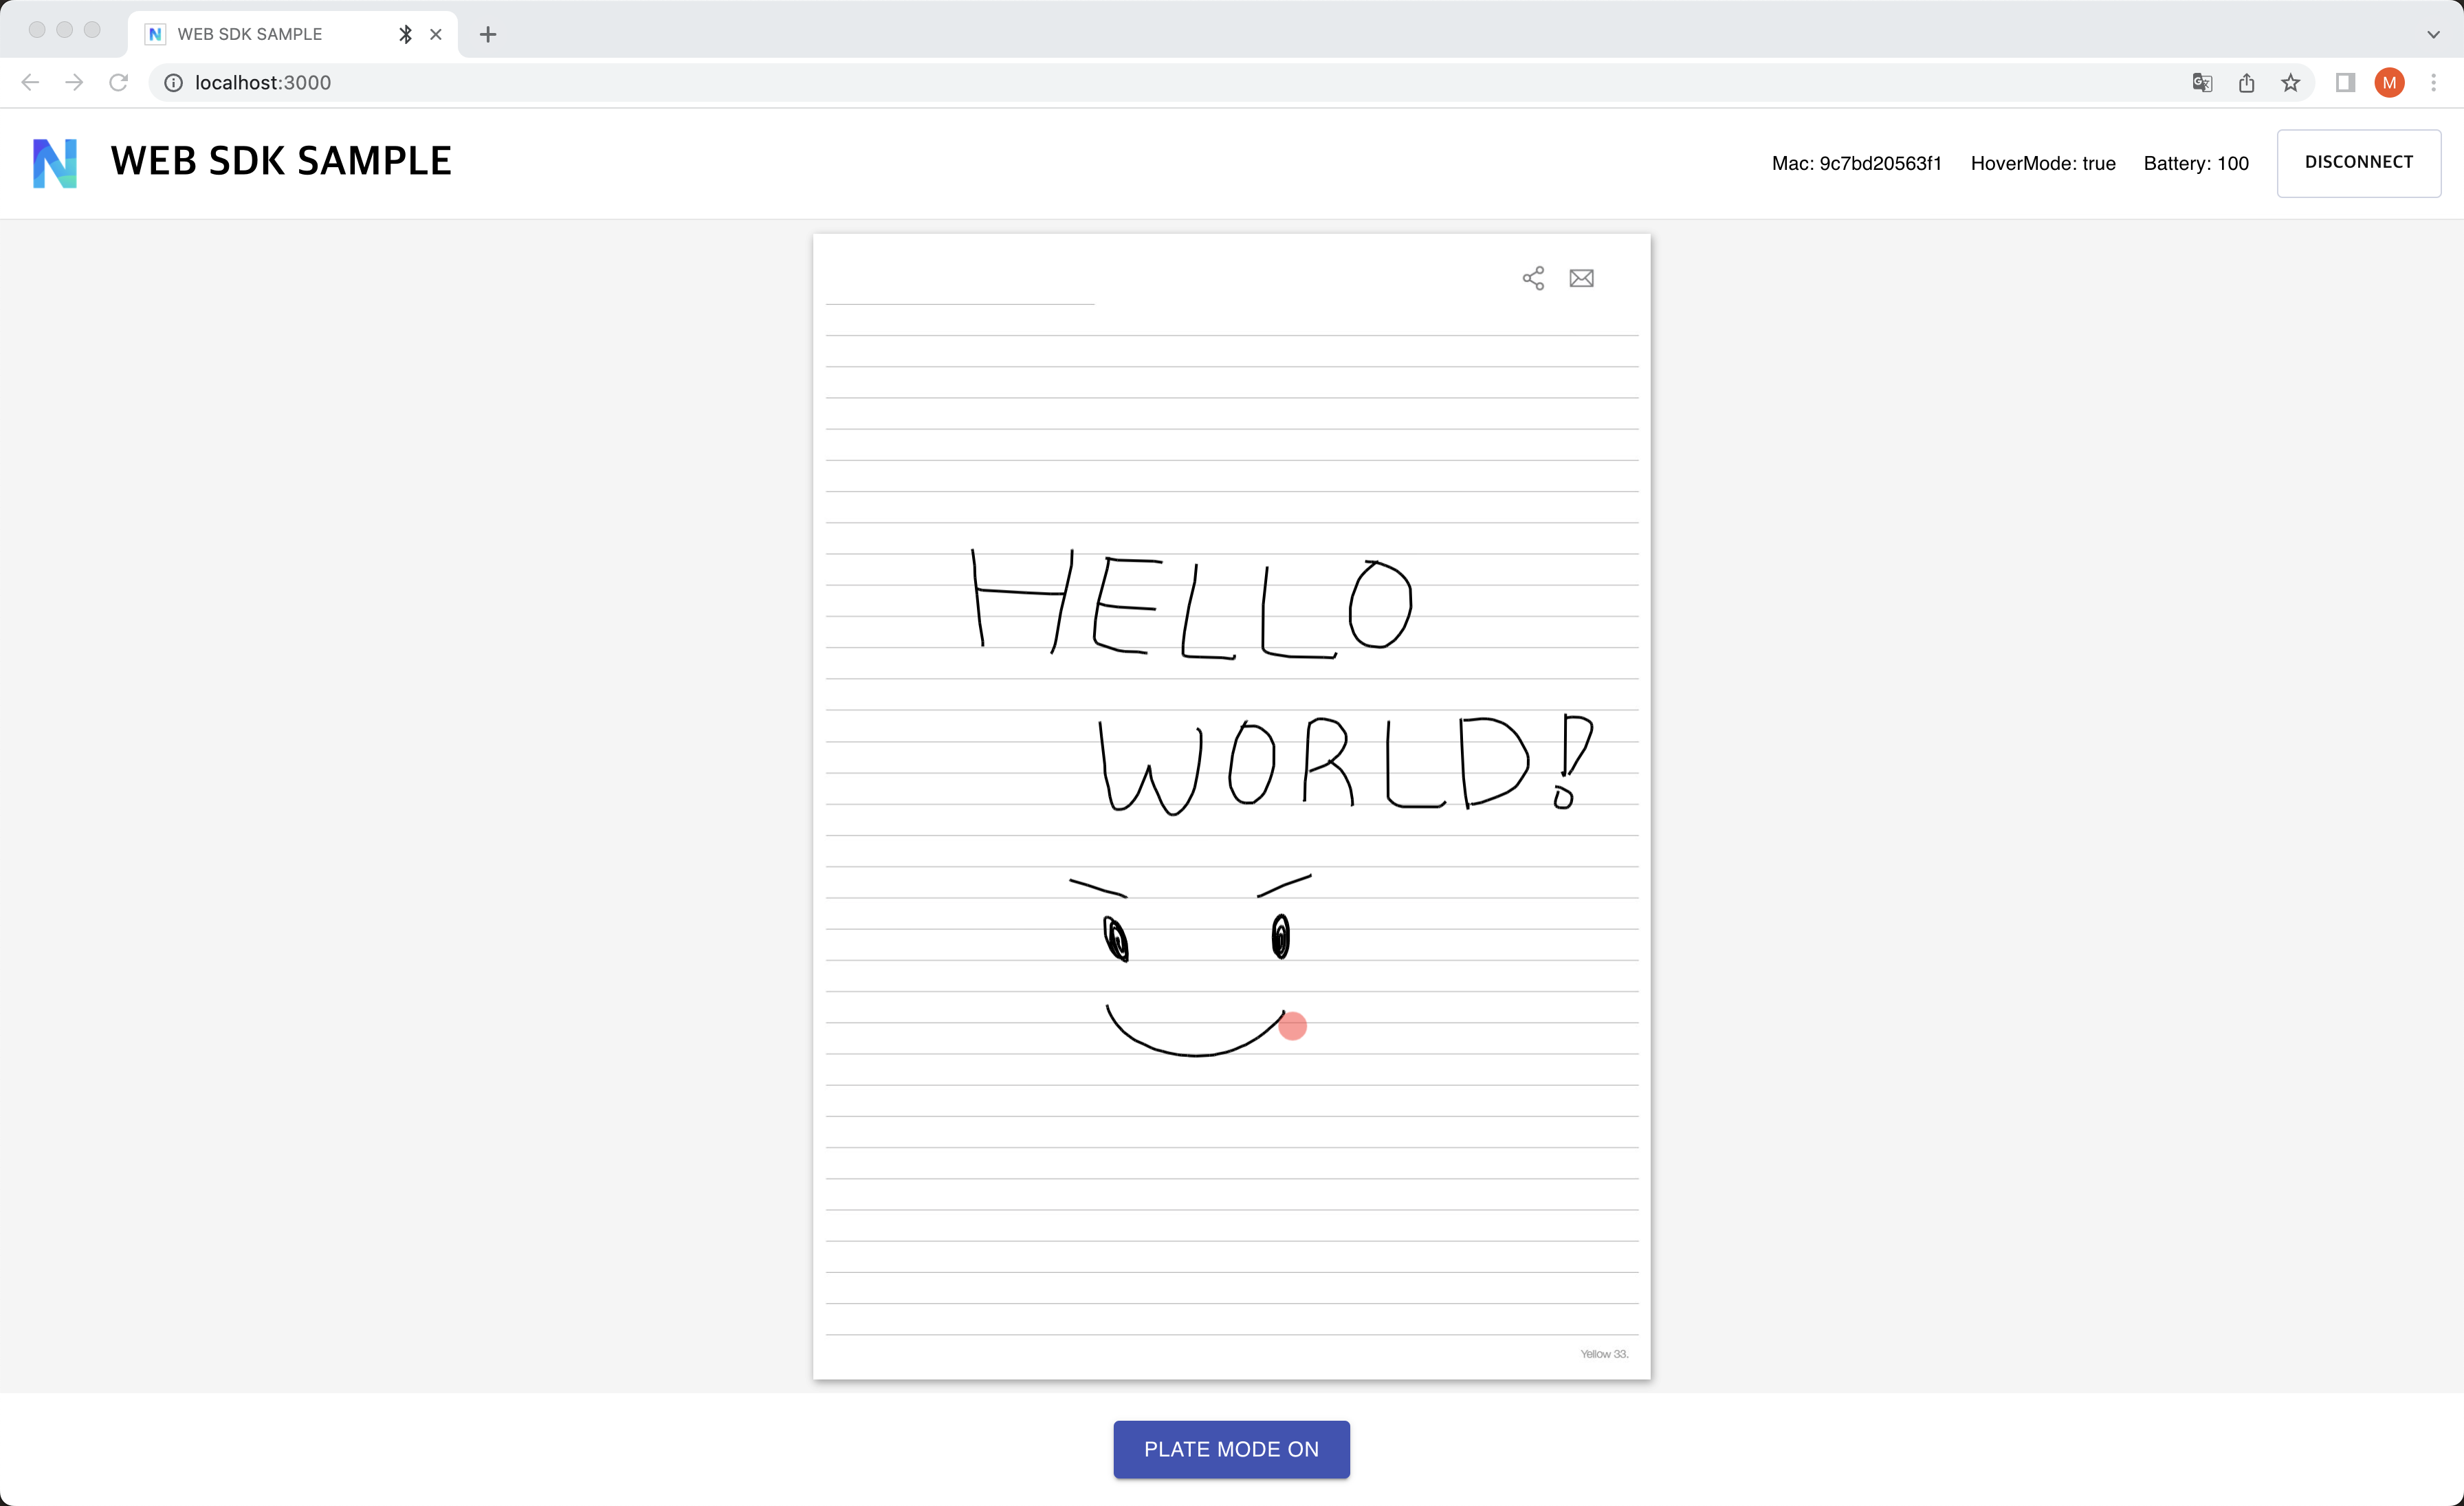 WEB SDK SAMPLE
localhost:3000
M
WEB SDK SAMPLE
Mac: 9c7bd20563f1 HoverMode: true Battery: 100 DISCONNECT
HELLO
WORLD!
Yellow 33.
PLATE MODE ON